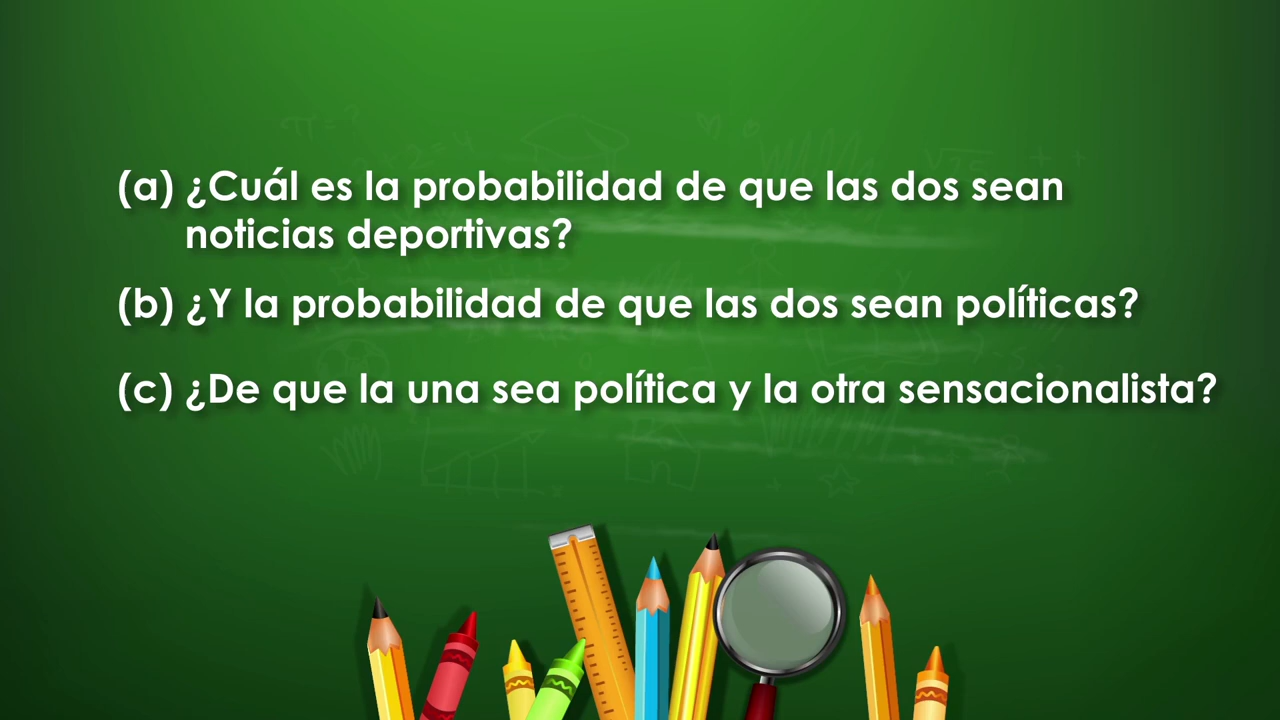 (a) ¿Cuál es la probabilidad de que las dos sean
noticias deportivas?
(b) ¿Y la probabilidad de que las dos sean políticas?
(c) ¿De que la una sea política y la otra sensacionalista?